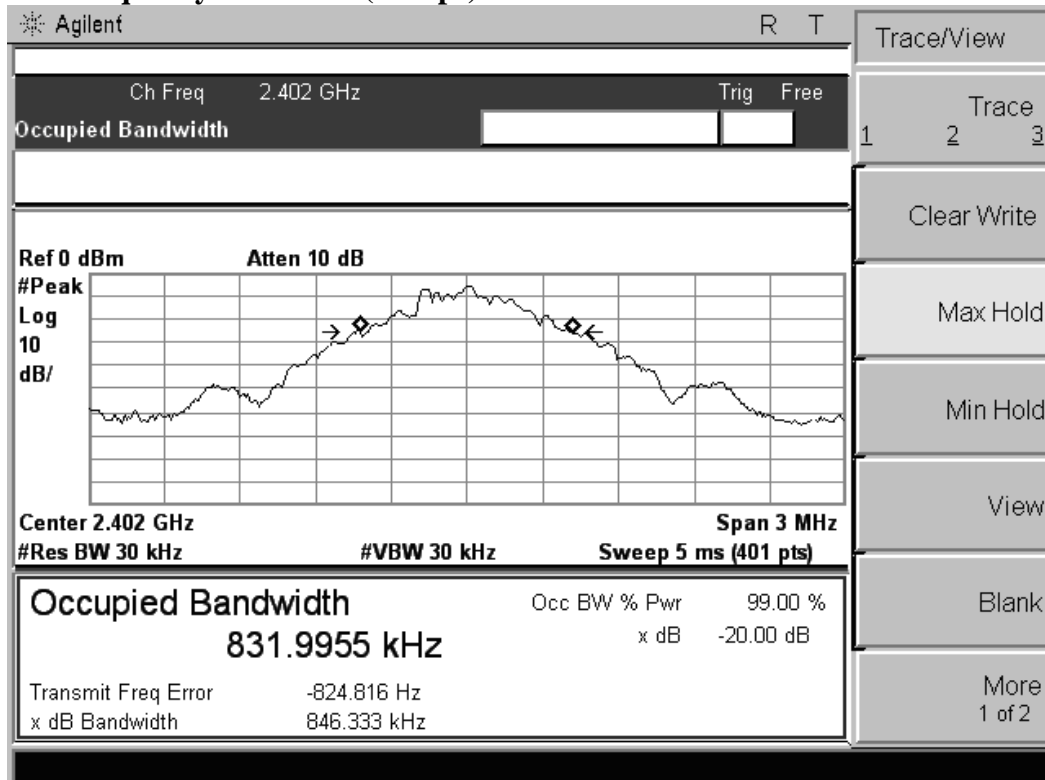 Agilent R T
Trace/View
Ch Freq 2.402 GHz Trig Free
Occupied Bandwidth
Trace
1 2 3
Clear Write
Max Hold
Min Hold
View
Blank
More
1 of 2
Ref 0 dBm Atten 10 dB
#Peak
Log
10
dB/
Center 2.402 GHz Span 3 MHz
#Res BW 30 kHz #VBW 30 kHz Sweep 5 ms (401 pts)
Occupied Bandwidth
831.9955 kHz
Occ BW % Pwr 99.00 %
x dB -20.00 dB
Transmit Freq Error -824.816 Hz
x dB Bandwidth 846.333 kHz